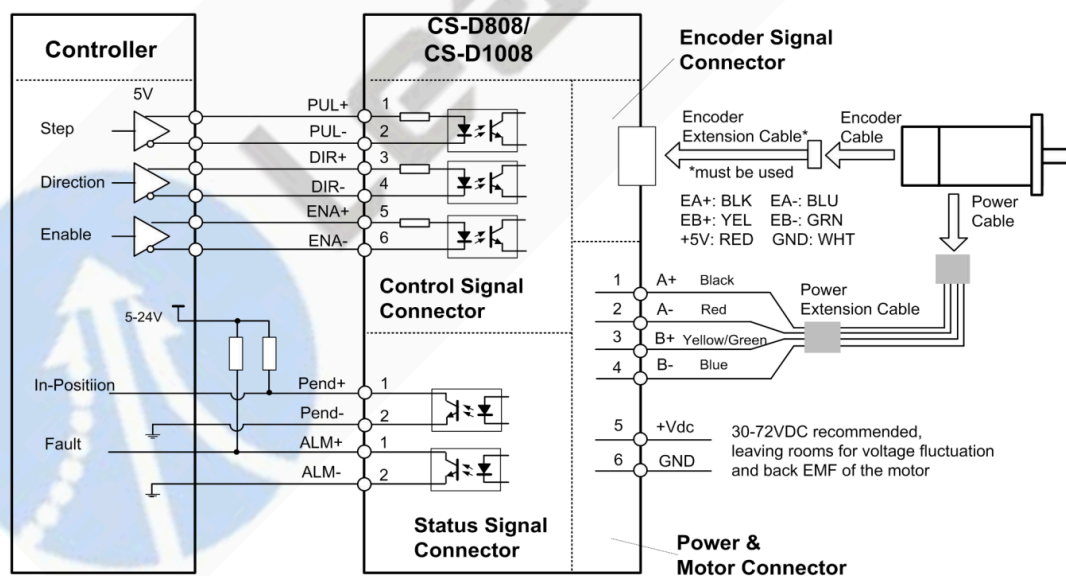 Controller
5V
Step
Direction
Enable
5-24V
In-Positiion
Fault
CS-D808/
CS-D1008
PUL+ 1
PUL- 2
DIR+ 3
DIR- 4
ENA+ 5
ENA- 6
Control Signal
Connector
Pend+ 1
Pend- 2
ALM+ 1
ALM- 2
Status Signal
Connector
Encoder Signal
Connector
Encoder
Extension Cable*
*must be used
Encoder
Cable
EA+: BLK EA-: BLU
EB+: YEL EB-: GRN
+5V: RED GND: WHT
Power
Cable
1 A+ Black
2 A- Red
3 B+ Yellow/Green
4 B- Blue
Power
Extension Cable
5 +Vdc
6 GND
30-72VDC recommended,
leaving rooms for voltage fluctuation
and back EMF of the motor
Power &
Motor Connector